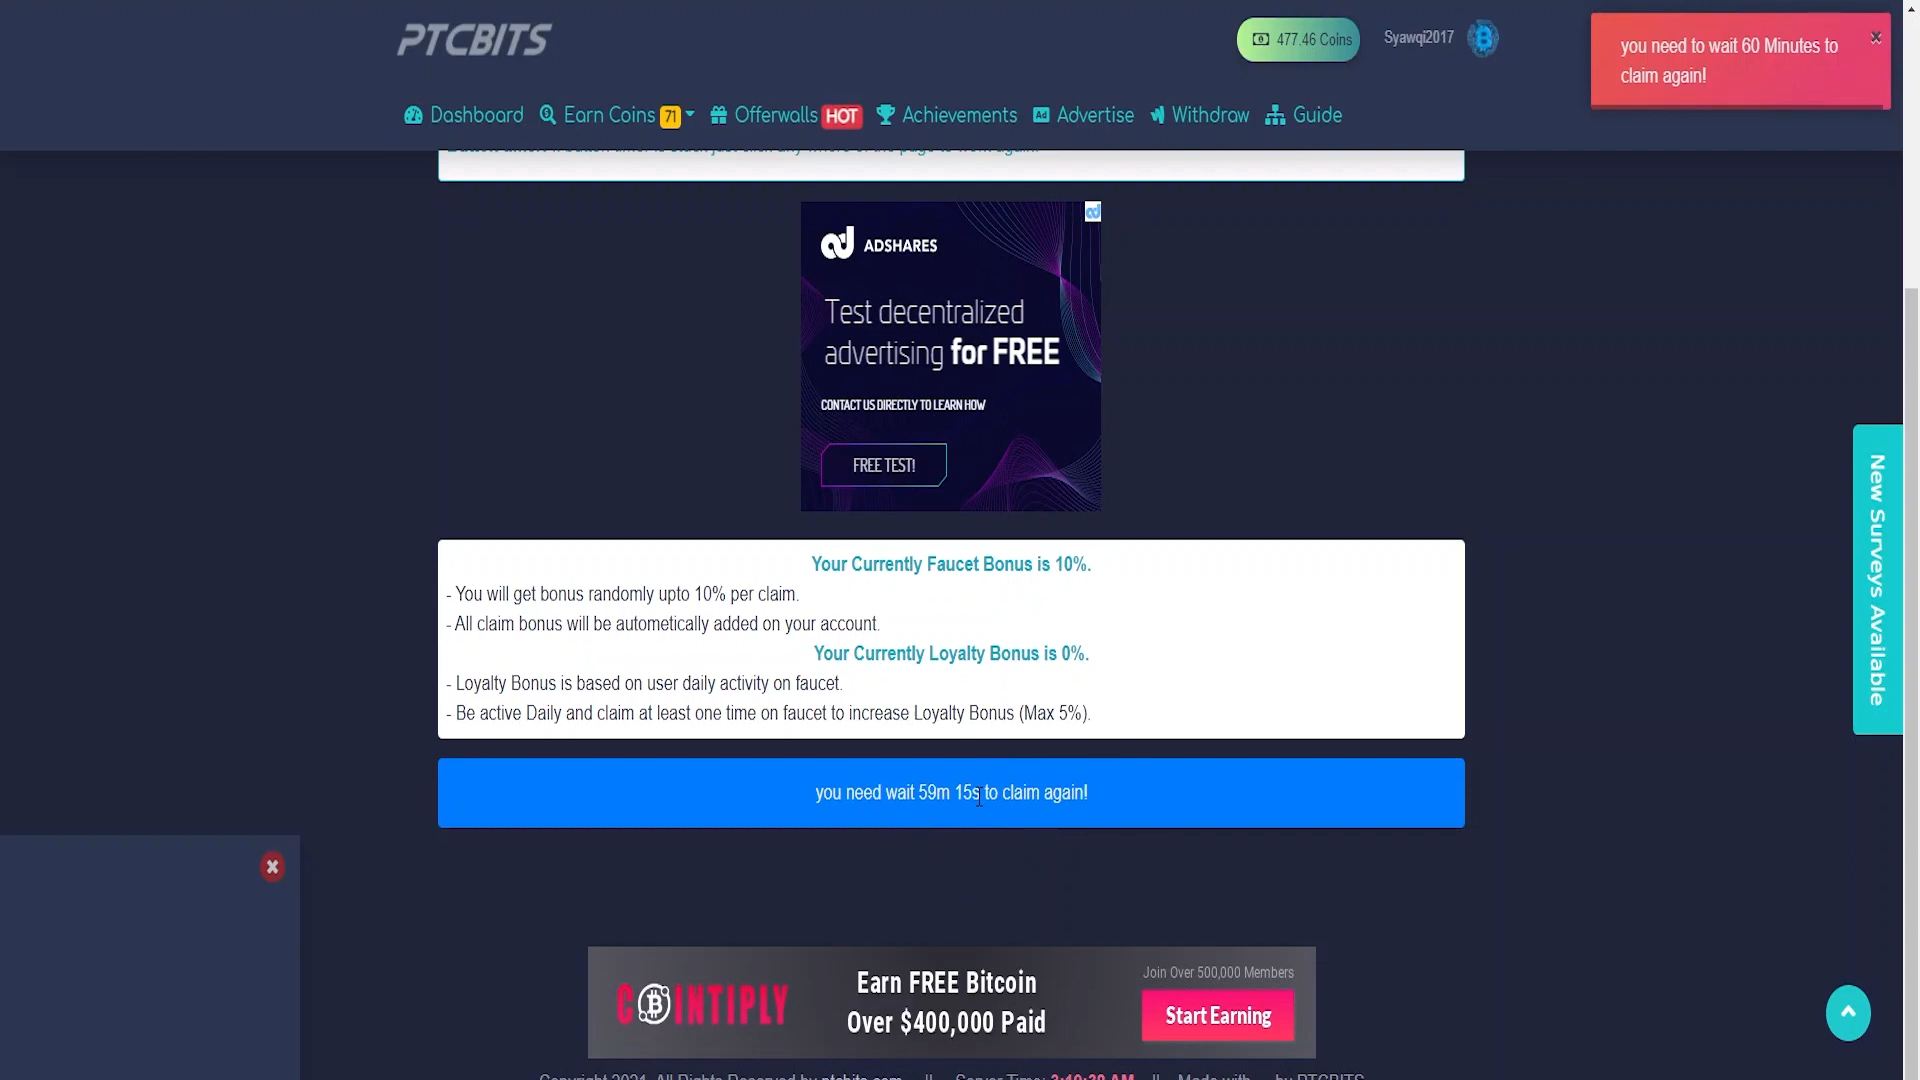 PTCBITS
477.46 Coins
Syawqi2017
you need to wait 60 Minutes to
claim again!
Dashboard
Earn Coins 71
Offerwalls HOT
Achievements
Advertise
Withdraw
Guide
ADSHARES
Test decentralized
advertising for FREE
CONTACT US DIRECTLY TO LEARN HOW
FREE TEST!
Your Currently Faucet Bonus is 10%.
- You will get bonus randomly upto 10% per claim.
- All claim bonus will be autometically added on your account.
Your Currently Loyalty Bonus is 0%.
- Loyalty Bonus is based on user daily activity on faucet.
- Be active Daily and claim at least one time on faucet to increase Loyalty Bonus (Max 5%).
you need wait 59m 15s to claim again!
New Surveys Available
COINTIPLY
Earn FREE Bitcoin
Over $400,000 Paid
Join Over 500,000 Members
Start Earning